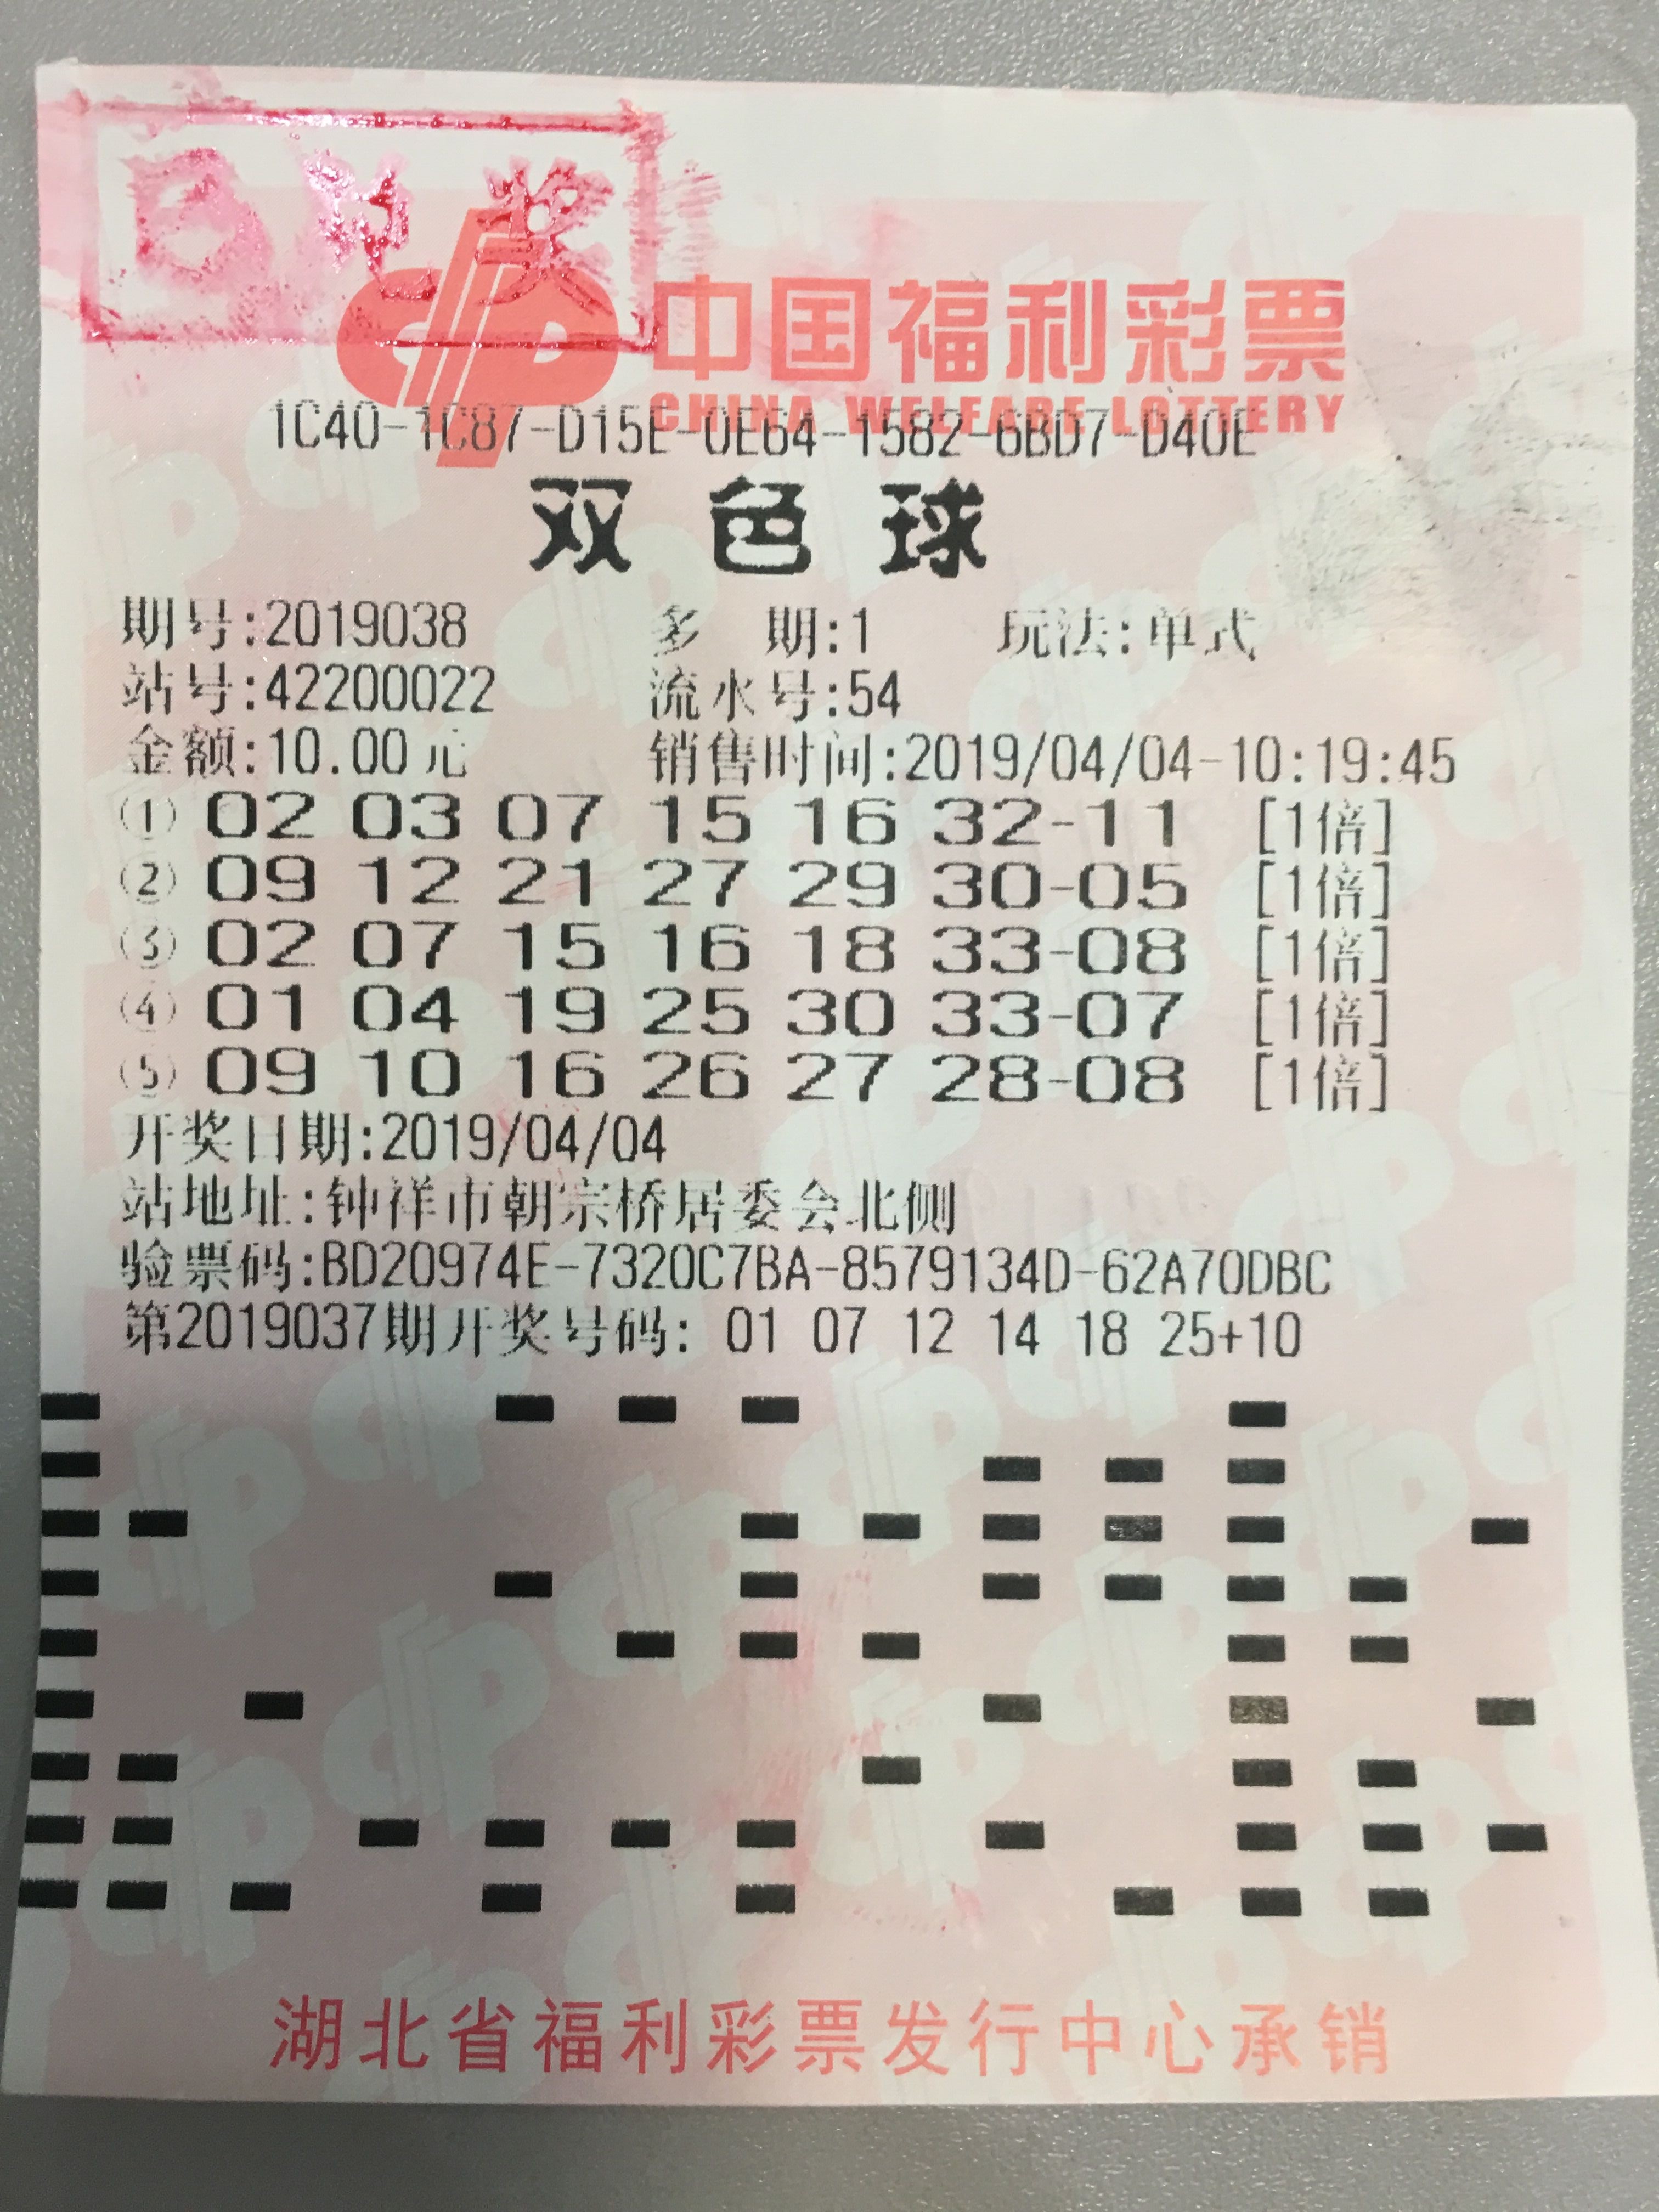 已兑奖
中国福利彩票
CHINA WELFARE LOTTERY
1C40-1C87-D15E-0E64-1582-6BD7-D40E
双色球
期号:2019038 多 期:1 玩法:单式
站号:42200022 流水号:54
金额:10.00元 销售时间:2019/04/04-10:19:45
① 02 03 07 15 16 32-11 [1倍]
② 09 12 21 27 29 30-05 [1倍]
③ 02 07 15 16 18 33-08 [1倍]
④ 01 04 19 25 30 33-07 [1倍]
⑤ 09 10 16 26 27 28-08 [1倍]
开奖日期:2019/04/04
站地址:钟祥市朝宗桥居委会北侧
验票码:BD20974E-7320C7BA-8579134D-62A70DBC
第2019037期开奖号码: 01 07 12 14 18 25+10
湖北省福利彩票发行中心承销